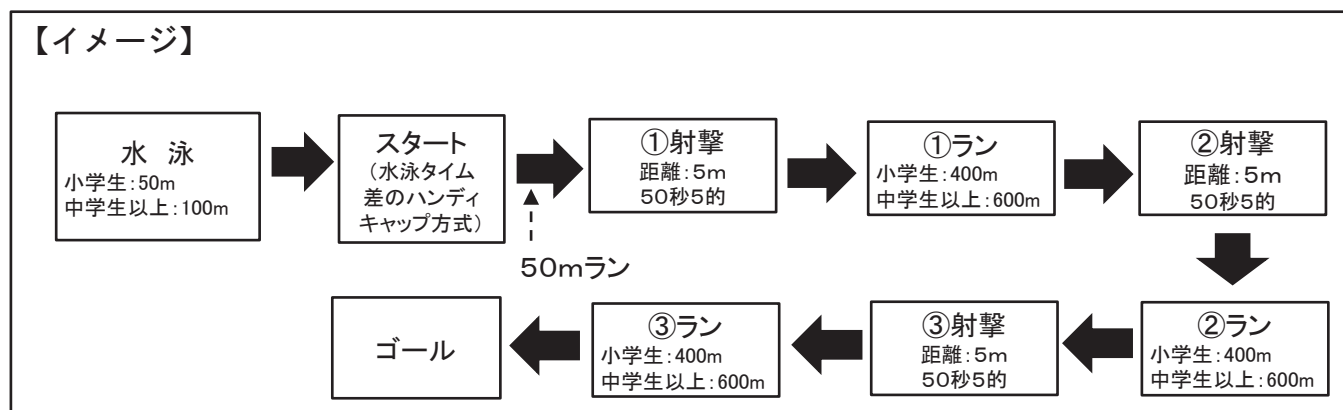 【イメージ】
水 泳
小学生:50m
中学生以上:100m
スタート
(水泳タイム
差のハンディ
キャップ方式)
50mラン
①射撃
距離:5m
50秒5的
①ラン
小学生:400m
中学生以上:600m
②射撃
距離:5m
50秒5的
②ラン
小学生:400m
中学生以上:600m
③射撃
距離:5m
50秒5的
③ラン
小学生:400m
中学生以上:600m
ゴール